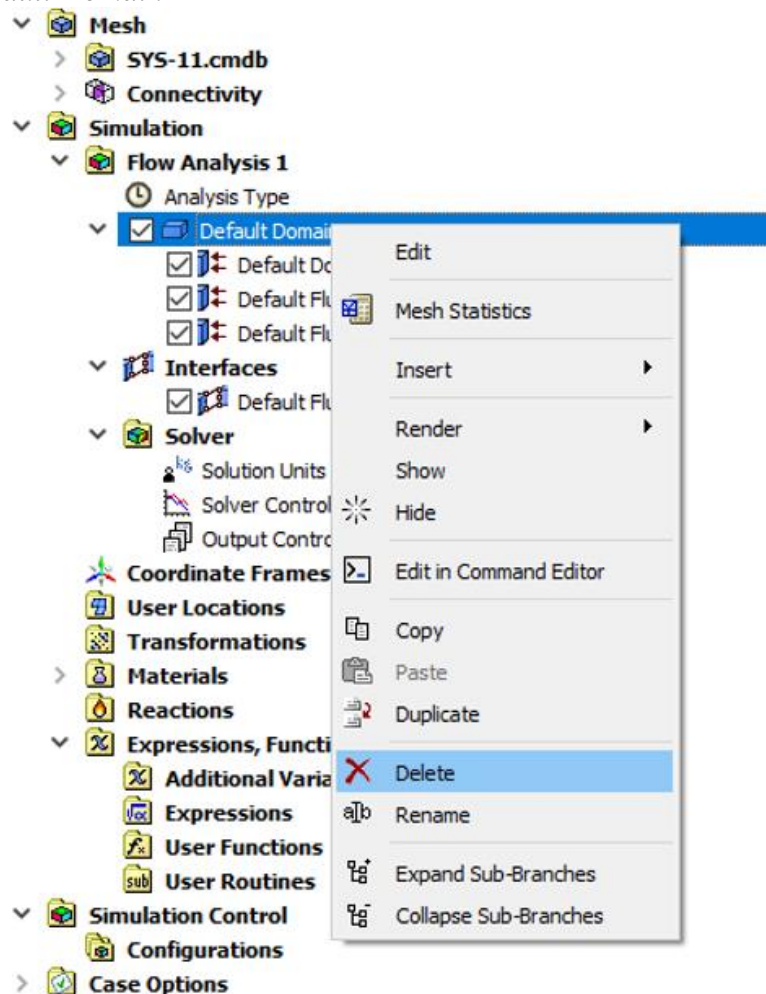 Mesh
SYS-11.cmdb
Connectivity
Simulation
Flow Analysis 1
Analysis Type
Default Domai
Default Do
Default Flu
Default Flu
Interfaces
Default Flu
Solver
Solution Units
Solver Control
Output Contro
Coordinate Frames
User Locations
Transformations
Materials
Reactions
Expressions, Functi
Additional Varia
Expressions
User Functions
User Routines
Simulation Control
Configurations
Case Options
Edit
Mesh Statistics
Insert
Render
Show
Hide
Edit in Command Editor
Copy
Paste
Duplicate
Delete
Rename
Expand Sub-Branches
Collapse Sub-Branches